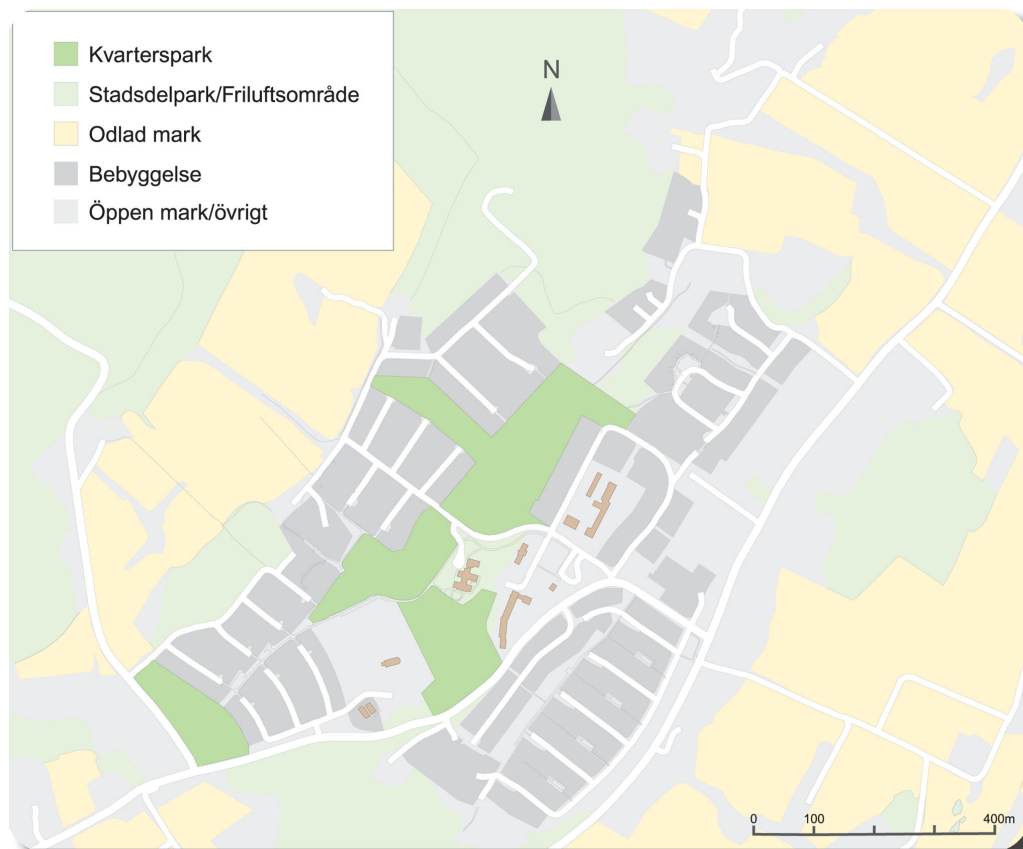 Kvarterspark
Stadsdelpark/Friluftsområde
Odlad mark
Bebyggelse
Öppen mark/övrigt
N
0 100 400m